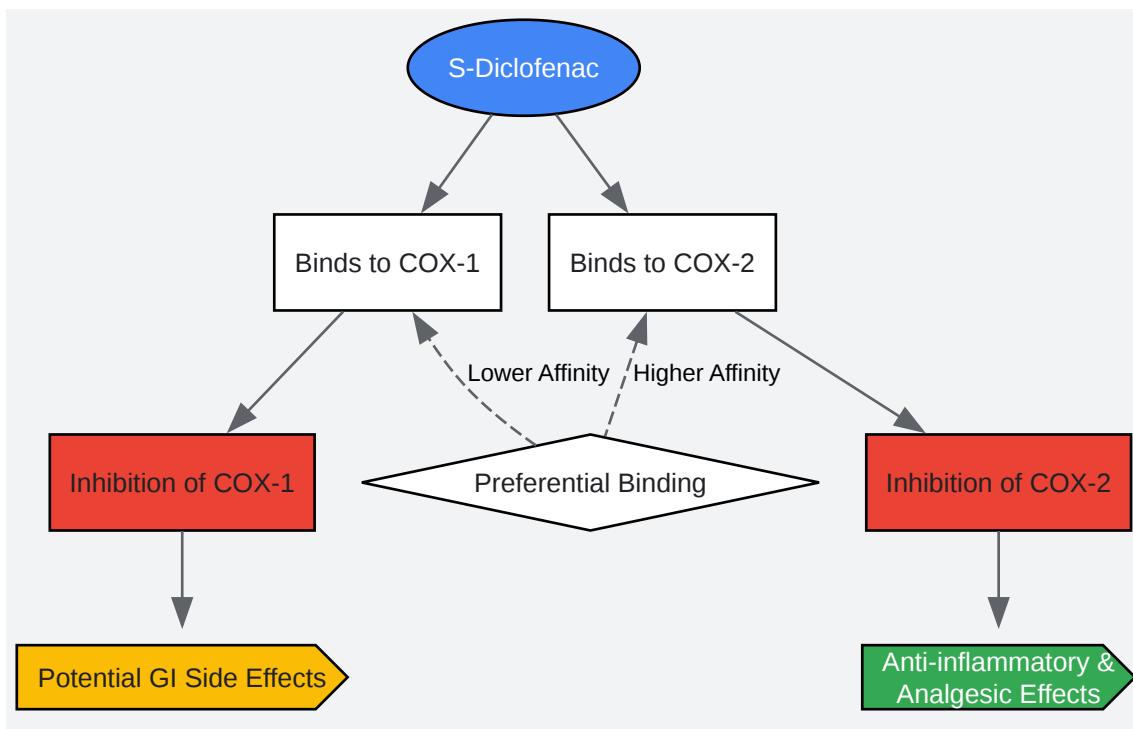 S-Diclofenac
Binds to COX-1
Binds to COX-2
Lower Affinity
Higher Affinity
Inhibition of COX-1
Preferential Binding
Inhibition of COX-2
Potential GI Side Effects
Anti-inflammatory &
Analgesic Effects